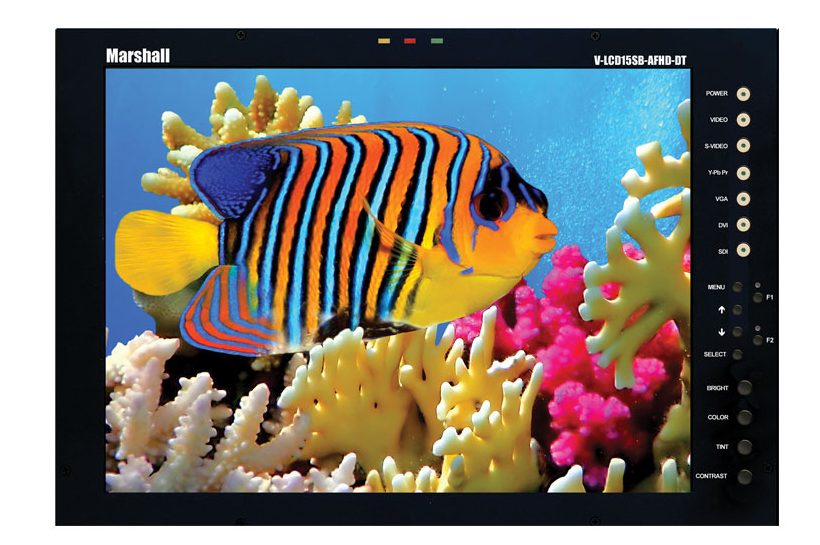 Marshall
V-LCD15SB-AFHD-DT
POWER
VIDEO
S-VIDEO
Y-Pb Pr
VGA
DVI
SDI
MENU
F1
↑
↓
F2
SELECT
BRIGHT
COLOR
TINT
CONTRAST